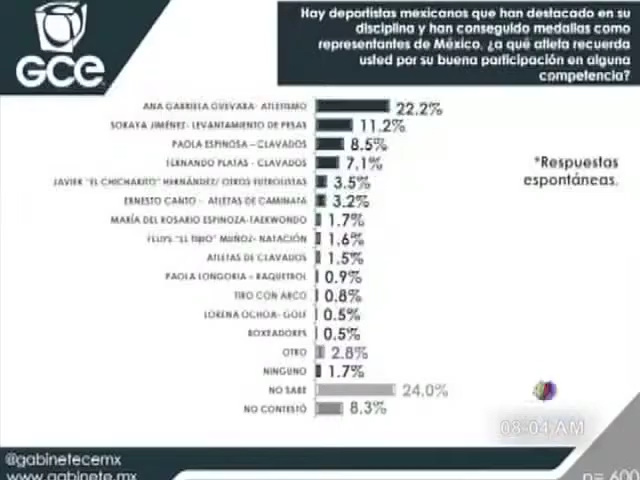 GCE
Hay deportistas mexicanos que han destacado en su
disciplina y han conseguido medallas como
representantes de México, ¿a qué atleta recuerda
usted por su buena participación en alguna
competencia?
ANA GABRIELA GUEVARA- ATLETISMO 22.2%
SORAYA JIMÉNEZ- LEVANTAMIENTO DE PESAS 11.2%
PAOLA ESPINOSA – CLAVADOS 8.5%
FERNANDO PLATAS - CLAVADOS 7.1%
JAVIER "EL CHICHARITO" HERNÁNDEZ/ OTROS FUTBOLISTAS 3.5%
ERNESTO CANTO – ATLETAS DE CAMINATA 3.2%
MARÍA DEL ROSARIO ESPINOZA-TAEKWONDO 1.7%
"EL TIBIO" MUÑOZ- NATACIÓN 1.6%
ATLETAS DE CLAVADOS 1.5%
PAOLA LONGORIA – RAQUETBOL 0.9%
TIRO CON ARCO 0.8%
LORENA OCHOA- GOLF 0.5%
BOXEADORES 0.5%
OTRO 2.8%
NINGUNO 1.7%
NO SABE 24.0%
NO CONTESTÓ 8.3%
*Respuestas
espontáneas.
08:04 AM
@gabinetecemx
www.gabinete.mx
n= 600